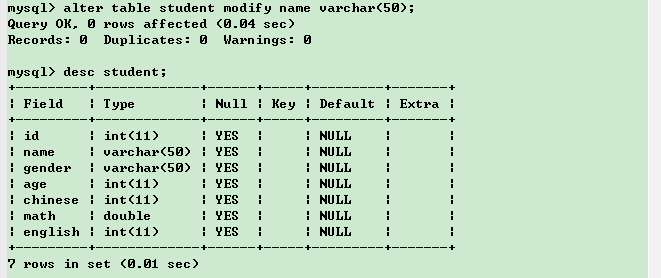 mysql> alter table student modify name varchar(50);
Query OK, 0 rows affected (0.04 sec)
Records: 0  Duplicates: 0  Warnings: 0

mysql> desc student;
+---------+-------------+------+-----+---------+-------+
| Field   | Type        | Null | Key | Default | Extra |
+---------+-------------+------+-----+---------+-------+
| id      | int(11)     | YES  |     | NULL    |       |
| name    | varchar(50) | YES  |     | NULL    |       |
| gender  | varchar(50) | YES  |     | NULL    |       |
| age     | int(11)     | YES  |     | NULL    |       |
| chinese | int(11)     | YES  |     | NULL    |       |
| math    | double      | YES  |     | NULL    |       |
| english | int(11)     | YES  |     | NULL    |       |
+---------+-------------+------+-----+---------+-------+
7 rows in set (0.01 sec)